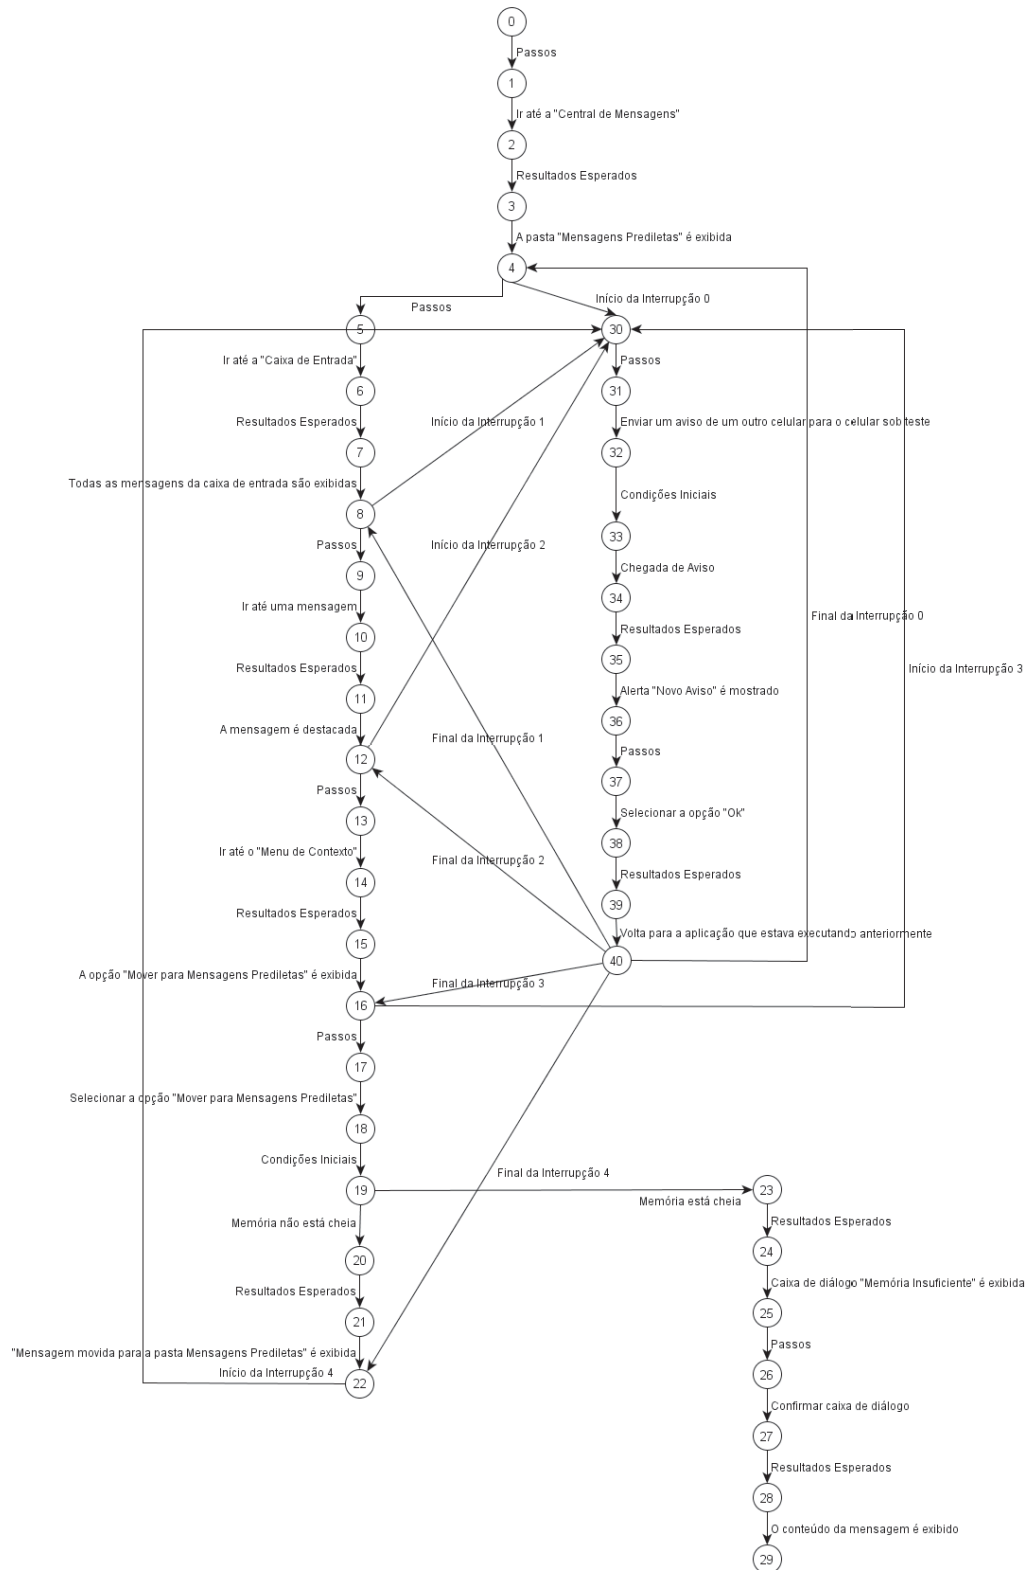 0
Passos
1
Ir até a "Central de Mensagens"
2
Resultados Esperados
3
A pasta "Mensagens Prediletas" é exibida
4
Início da Interrupção 0
Passos
5
30
Ir até a "Caixa de Entrada"
Passos
6
31
Resultados Esperados
Início da Interrupção 1
Enviar um aviso de um outro celular para o celular sob teste
7
32
Todas as mensagens da caixa de entrada são exibidas
Condições Iniciais
8
33
Passos
Início da Interrupção 2
Chegada de Aviso
9
34
Ir até uma mensagem
Final da Interrupção 0
10
Resultados Esperados
35
Resultados Esperados
Início da Interrupção 3
11
Alerta "Novo Aviso" é mostrado
36
A mensagem é destacada
Final da Interrupção 1
12
Passos
37
Passos
13
Selecionar a opção "Ok"
38
Ir até o "Menu de Contexto"
Final da Interrupção 2
14
Resultados Esperados
39
Resultados Esperados
15
Volta para a aplicação que estava executando anteriormente
40
A opção "Mover para Mensagens Prediletas" é exibida
Final da Interrupção 3
16
Passos
17
Selecionar a opção "Mover para Mensagens Prediletas"
18
Condições Iniciais
Final da Interrupção 4
19
23
Memória está cheia
Memória não está cheia
Resultados Esperados
20
24
Resultados Esperados
Caixa de diálogo "Memória Insuficiente" é exibida
21
25
"Mensagem movida para a pasta Mensagens Prediletas" é exibida
Passos
Início da Interrupção 4
22
26
Confirmar caixa de diálogo
27
Resultados Esperados
28
O conteúdo da mensagem é exibido
29